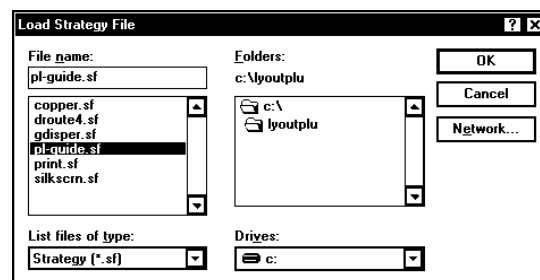 Load Strategy File
File name:
pl-guide.sf
copper.sf
droute4.sf
gdisper.sf
pl-guide.sf
print.sf
silkscrn.sf
List files of type:
Strategy (*.sf)
Folders:
c:\lyoutplu
c:\
lyoutplu
Drives:
c:
OK
Cancel
Network...